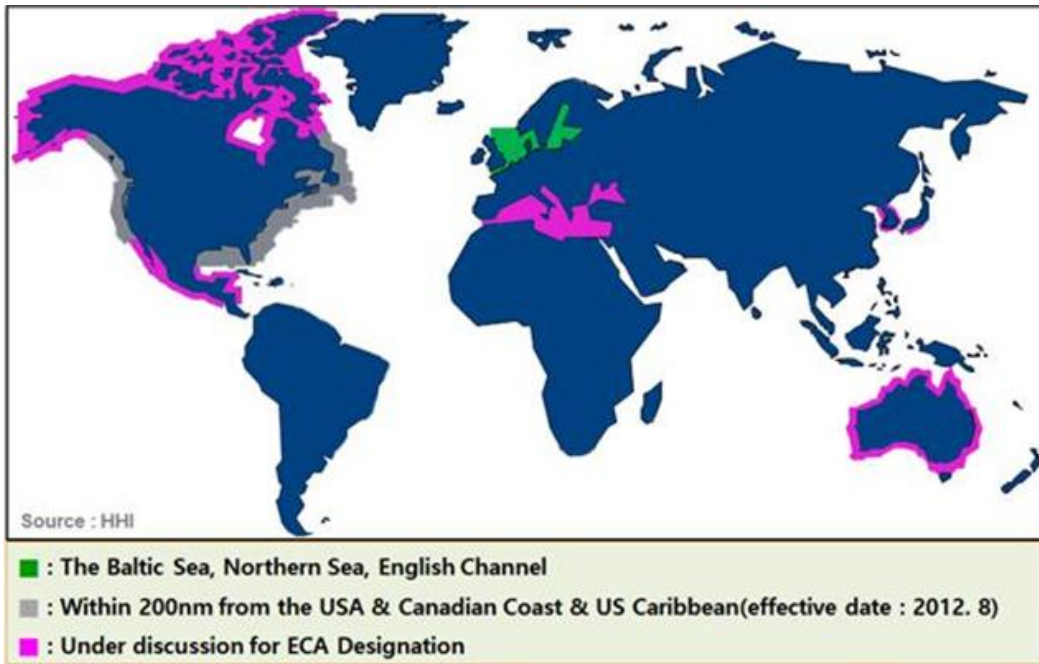 Source : HHI
: The Baltic Sea, Northern Sea, English Channel
: Within 200nm from the USA & Canadian Coast & US Caribbean(effective date : 2012. 8)
: Under discussion for ECA Designation